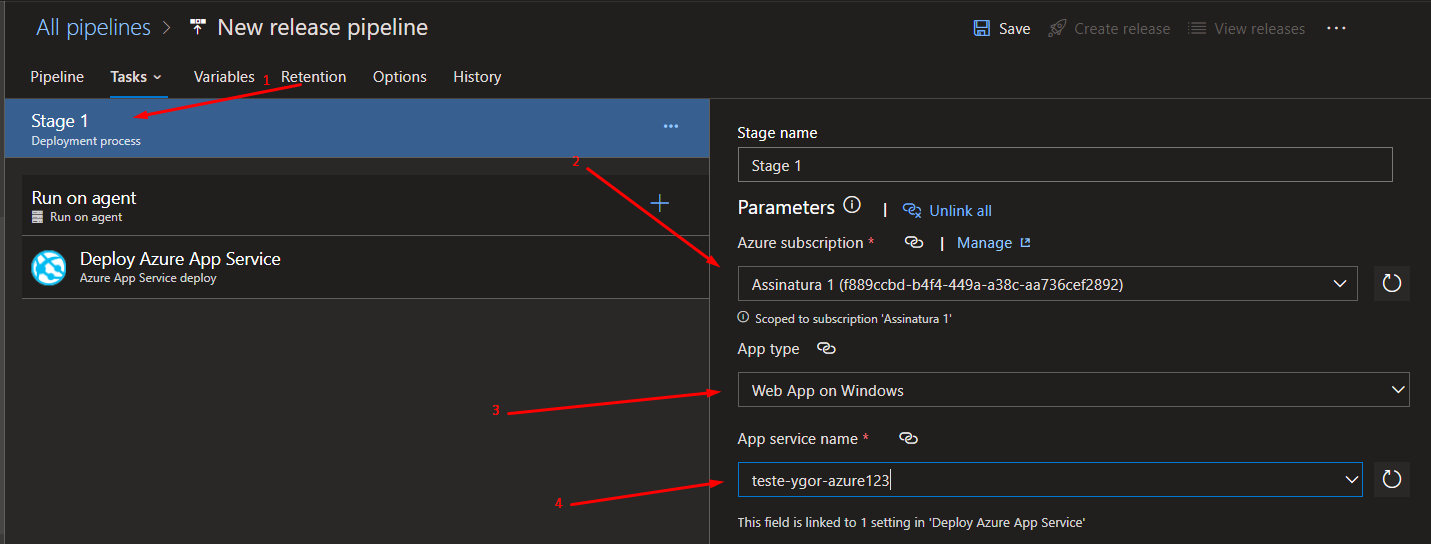 All pipelines > New release pipeline
Save Create release View releases ...
Pipeline Tasks Variables Retention Options History
1
Stage 1
Deployment process
...
Run on agent
Run on agent
Deploy Azure App Service
Azure App Service deploy
Stage name
2
Stage 1
Parameters | Unlink all
Azure subscription * | Manage
Assinatura 1 (f889ccbd-b4f4-449a-a38c-aa736cef2892)
Scoped to subscription 'Assinatura 1'
App type
3
Web App on Windows
App service name *
4
teste-ygor-azure123
This field is linked to 1 setting in 'Deploy Azure App Service'